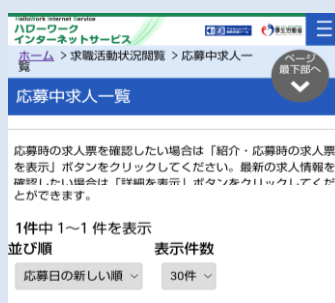 HelloWork Internet Service
ハローワーク
インターネットサービス
厚生労働省
ホーム > 求職活動状況閲覧 > 応募中求人一
覧
ページ
最下部へ
応募中求人一覧
応募時の求人票を確認したい場合は「紹介・応募時の求人票
を表示」ボタンをクリックしてください。最新の求人情報を
確認したい場合は「詳細を表示」ボタンをクリックしてくだ
とができます。
1件中 1～1 件を表示
並び順 表示件数
応募日の新しい順 30件